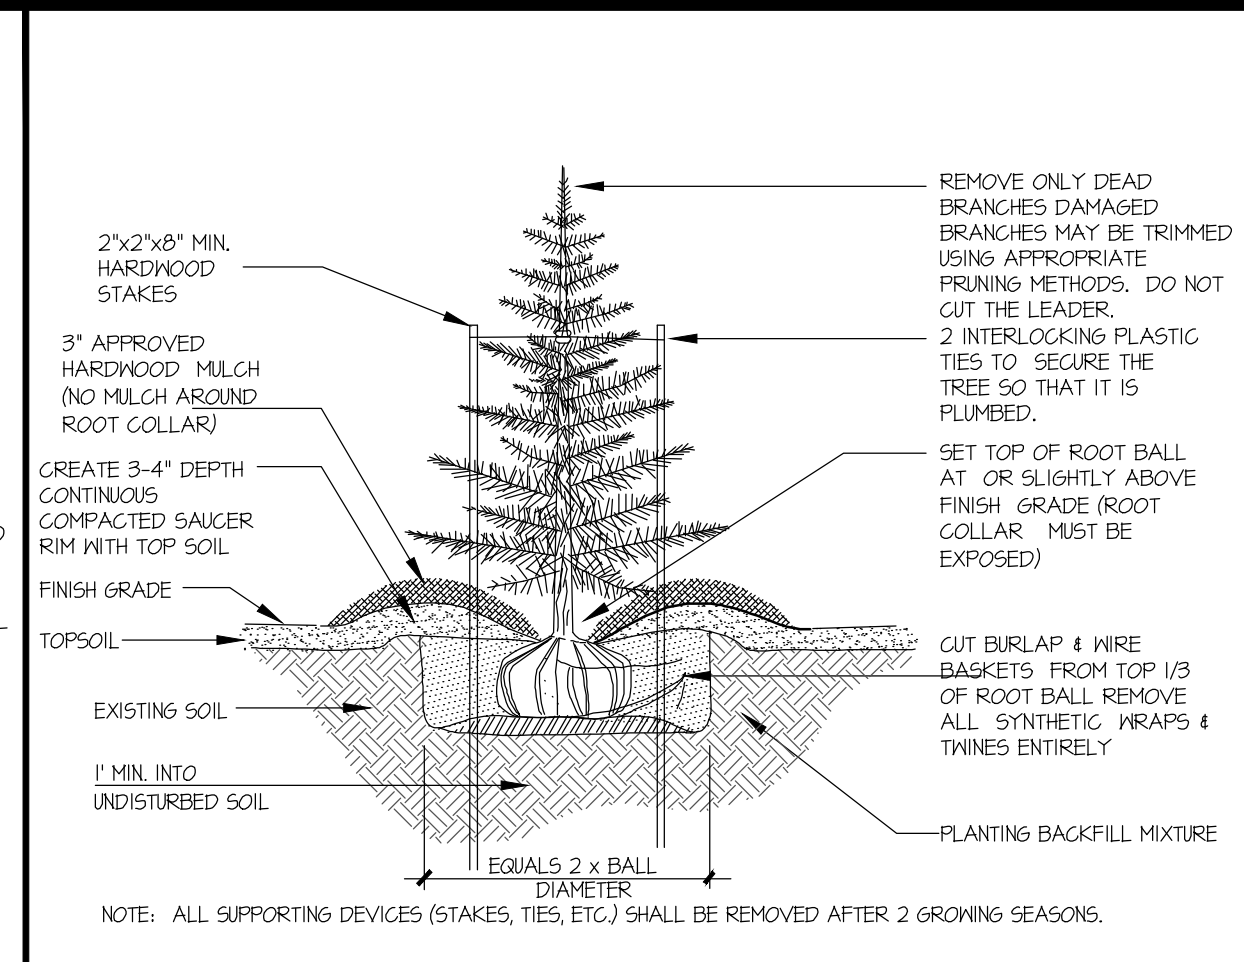 2"x2"x8" MIN.
HARDWOOD
STAKES
3" APPROVED
HARDWOOD MULCH
(NO MULCH AROUND
ROOT COLLAR)
CREATE 3-4" DEPTH
CONTINUOUS
COMPACTED SAUCER
RIM WITH TOP SOIL
FINISH GRADE
TOPSOIL
EXISTING SOIL
1' MIN. INTO
UNDISTURBED SOIL
REMOVE ONLY DEAD
BRANCHES DAMAGED
BRANCHES MAY BE TRIMMED
USING APPROPRIATE
PRUNING METHODS. DO NOT
CUT THE LEADER.
2 INTERLOCKING PLASTIC
TIES TO SECURE THE
TREE SO THAT IT IS
PLUMBED.
SET TOP OF ROOT BALL
AT OR SLIGHTLY ABOVE
FINISH GRADE (ROOT
COLLAR MUST BE
EXPOSED)
CUT BURLAP & WIRE
BASKETS FROM TOP 1/3
OF ROOT BALL REMOVE
ALL SYNTHETIC WRAPS &
TWINES ENTIRELY
PLANTING BACKFILL MIXTURE
EQUALS 2 x BALL
DIAMETER
NOTE: ALL SUPPORTING DEVICES (STAKES, TIES, ETC.) SHALL BE REMOVED AFTER 2 GROWING SEASONS.